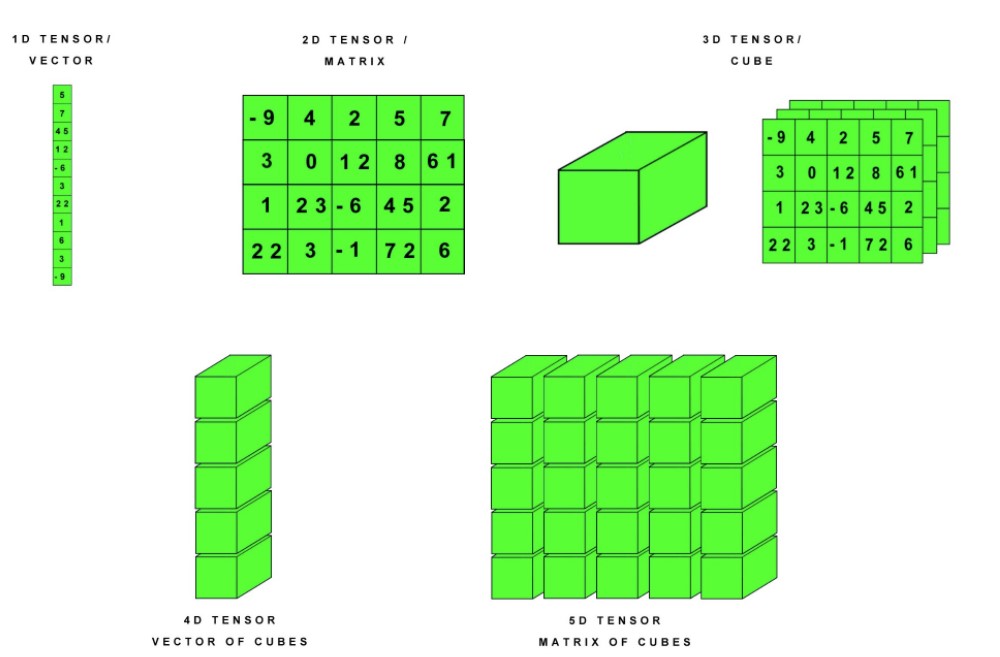 1D TENSOR/
VECTOR
5
7
45
12
-6
3
22
1
6
3
-9
2D TENSOR /
MATRIX
-9 4 2 5 7
3 0 12 8 61
1 23 -6 45 2
22 3 -1 72 6
3D TENSOR/
CUBE
-9 4 2 5 7
3 0 12 8 61
1 23 -6 45 2
22 3 -1 72 6
4D TENSOR
VECTOR OF CUBES
5D TENSOR
MATRIX OF CUBES